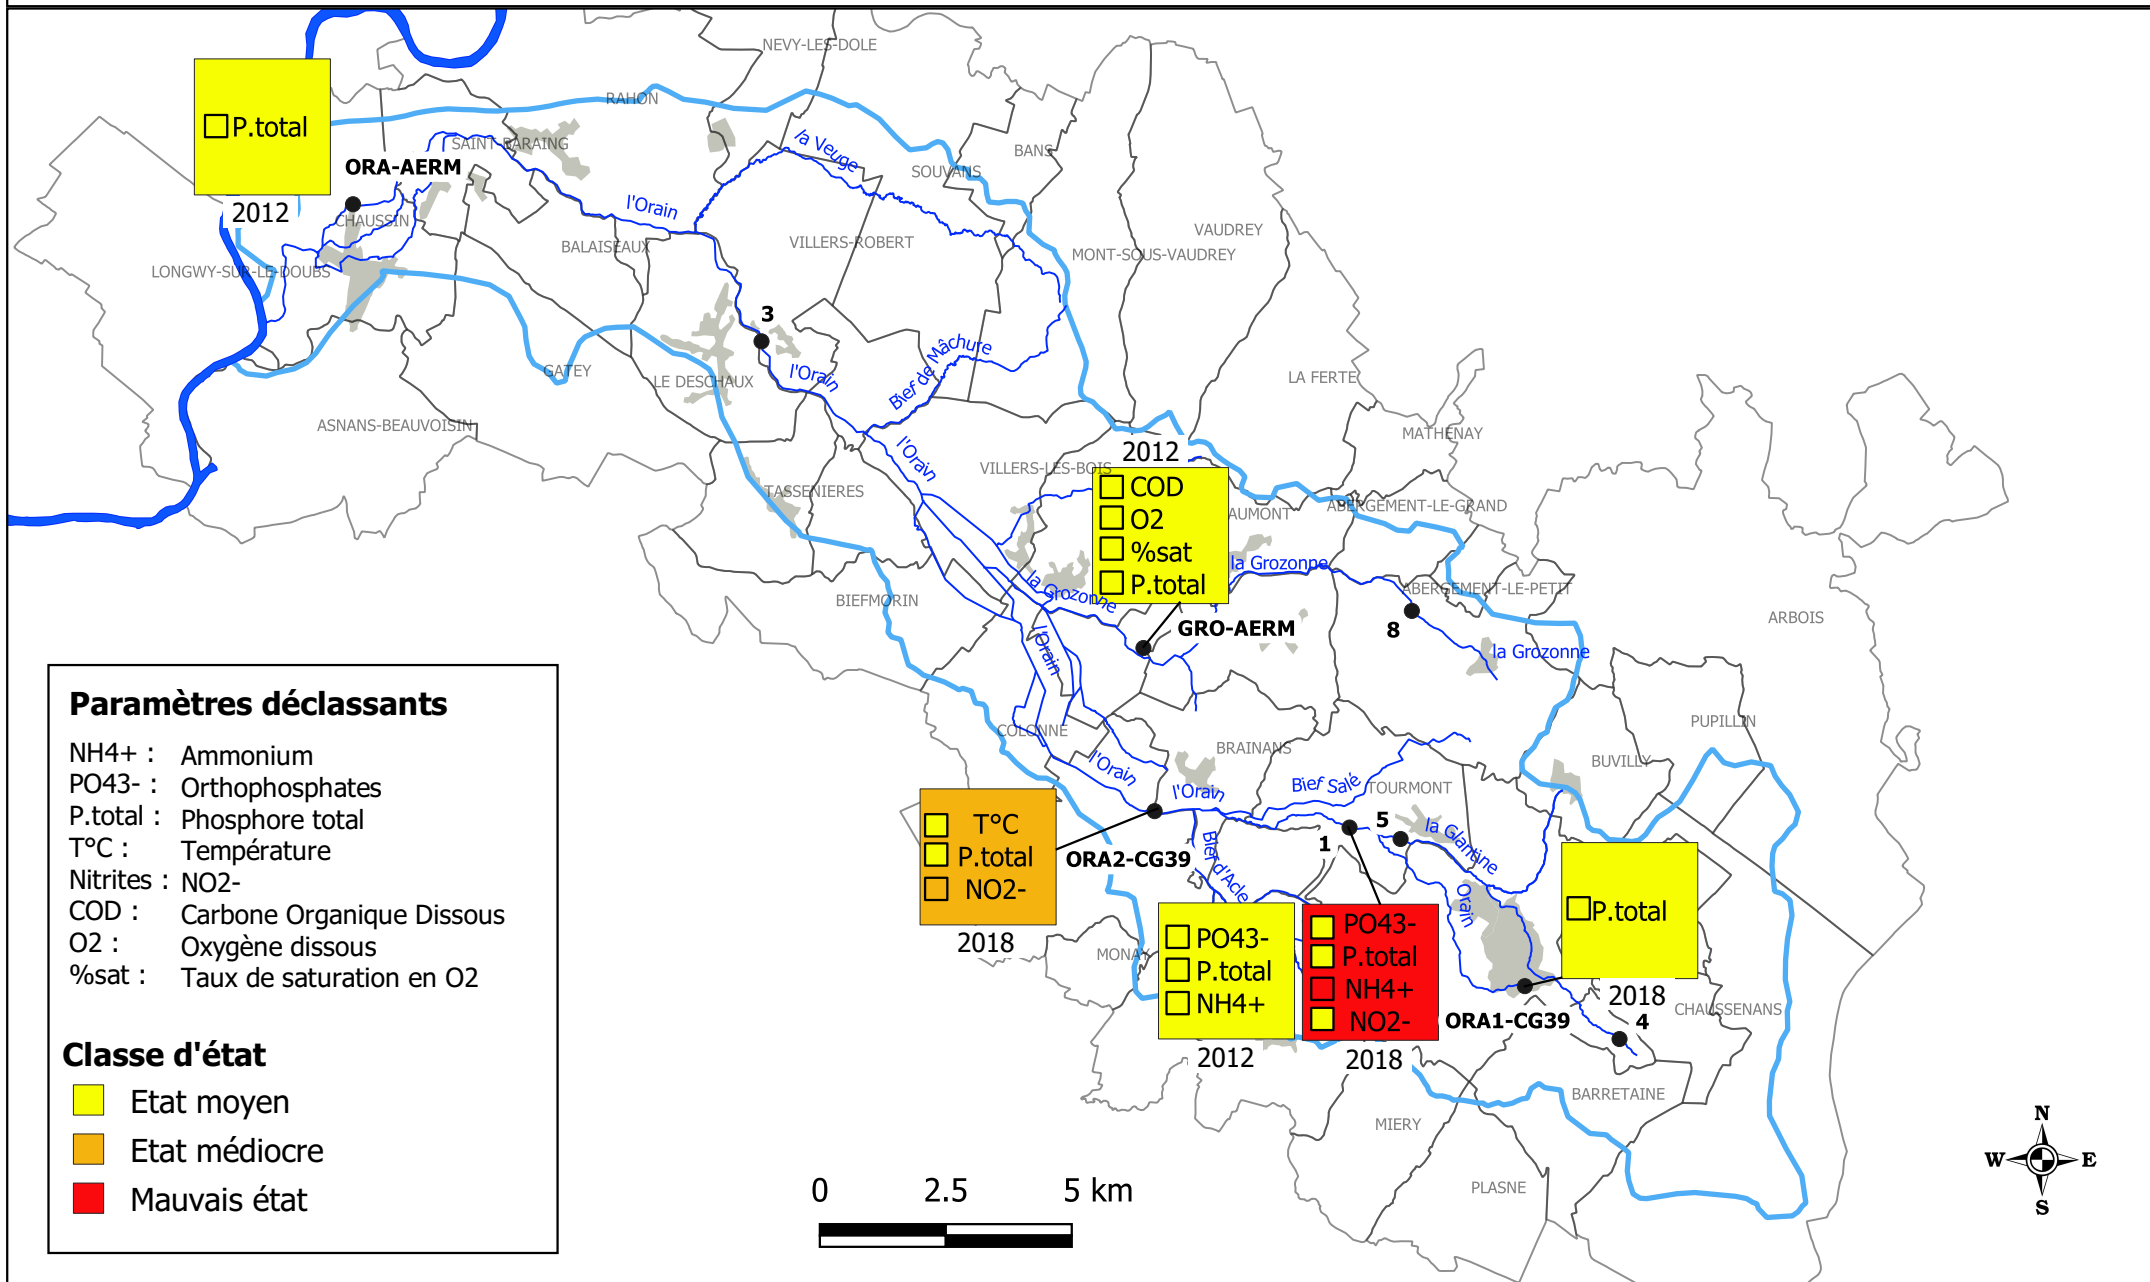 NEVY-LES-DOLE
RAHON
P.total
2012
ORA-AERM
SAINT-BARAING
CHAUSSIN
LONGWY-SUR-LE-DOUBS
l'Orain
la Veuge
BANS
SOUVANS
BALAISEAUX
VILLERS-ROBERT
VAUDREY
MONT-SOUS-VAUDREY
3
l'Orain
Bief de Mâchure
LE DESCHAUX
GATEY
ASNANS-BEAUVOISIN
LA FERTE
MATHENAY
l'Orain
VILLERS-LES-BOIS
TASSENIERES
2012
COD
O2
%sat
P.total
AUMONT
ABERGEMENT-LE-GRAND
la Grozonne
la Grozonne
ABERGEMENT-LE-PETIT
BIEFMORIN
ARBOIS
GRO-AERM
8
la Grozonne
l'Orain
COLONNE
BRAINANS
PUPILLIN
BUVILLY
l'Orain
l'Orain
Bief Salé
TOURMONT
T°C
P.total
NO2-
2018
ORA2-CG39
Bief d'Acle
1
5
la Glantine
Orain
P.total
2018
MONAY
PO43-
P.total
NH4+
2012
PO43-
P.total
NH4+
NO2-
2018
ORA1-CG39
4
CHAUSSENANS
BARRETAINE
MIERY
PLASNE
Paramètres déclassants
NH4+ : Ammonium
PO43- : Orthophosphates
P.total : Phosphore total
T°C : Température
Nitrites : NO2-
COD : Carbone Organique Dissous
O2 : Oxygène dissous
%sat : Taux de saturation en O2
Classe d'état
Etat moyen
Etat médiocre
Mauvais état
0 2.5 5 km
N
W E
S